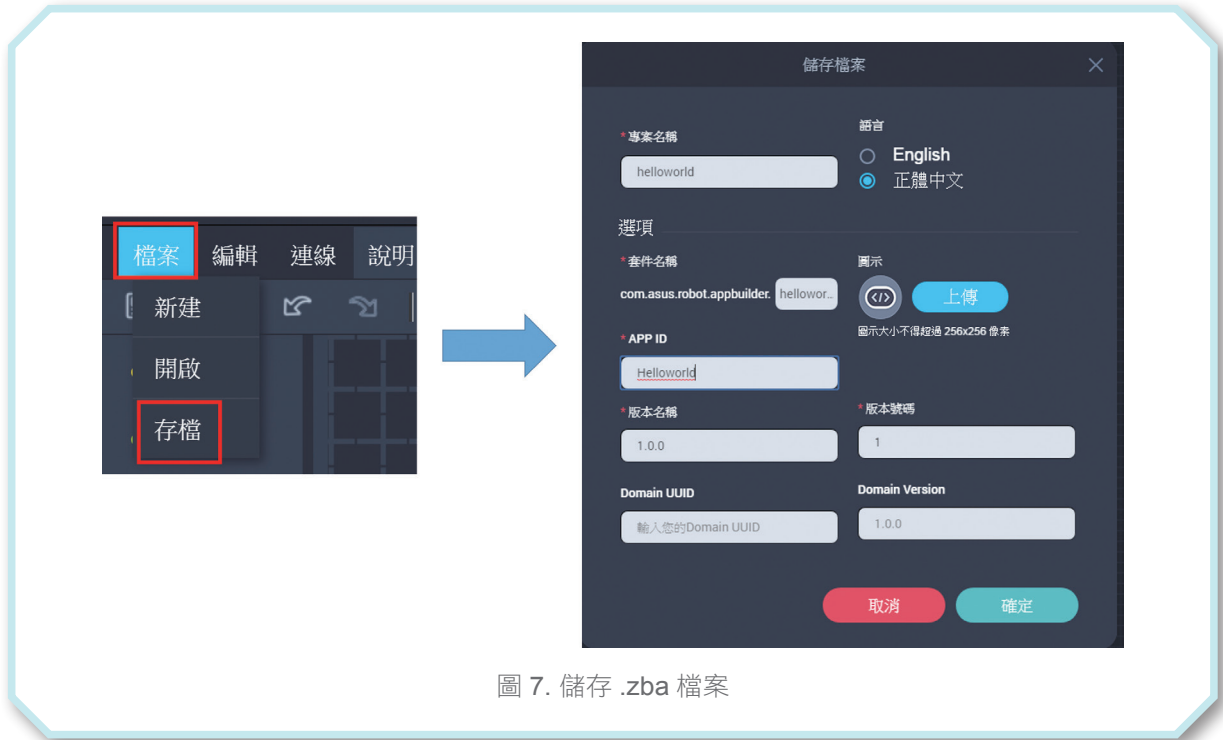 檔案 編輯 連線 說明
新建
開啟
存檔
儲存檔案
*專案名稱
helloworld
語言
English
正體中文
選項
*套件名稱
com.asus.robot.appbuilder. hellowor...
圖示
上傳
圖示大小不得超過 256x256 像素
*APP ID
Helloworld
*版本名稱
1.0.0
*版本號碼
1
Domain UUID
輸入您的Domain UUID
Domain Version
1.0.0
取消 確定
圖 7. 儲存 .zba 檔案